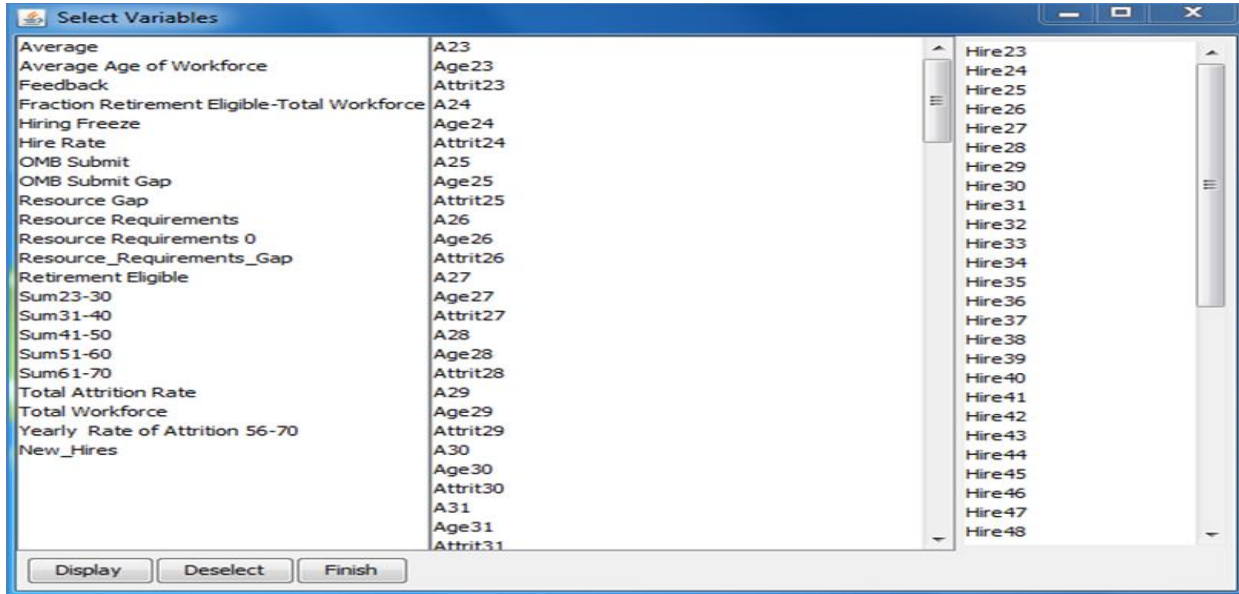 Select Variables
Average
Average Age of Workforce
Feedback
Fraction Retirement Eligible-Total Workforce
Hiring Freeze
Hire Rate
OMB Submit
OMB Submit Gap
Resource Gap
Resource Requirements
Resource Requirements 0
Resource_Requirements_Gap
Retirement Eligible
Sum23-30
Sum31-40
Sum41-50
Sum51-60
Sum61-70
Total Attrition Rate
Total Workforce
Yearly  Rate of Attrition 56-70
New_Hires
A23
Age23
Attrit23
A24
Age24
Attrit24
A25
Age25
Attrit25
A26
Age26
Attrit26
A27
Age27
Attrit27
A28
Age28
Attrit28
A29
Age29
Attrit29
A30
Age30
Attrit30
A31
Age31
Attrit31
Hire23
Hire24
Hire25
Hire26
Hire27
Hire28
Hire29
Hire30
Hire31
Hire32
Hire33
Hire34
Hire35
Hire36
Hire37
Hire38
Hire39
Hire40
Hire41
Hire42
Hire43
Hire44
Hire45
Hire46
Hire47
Hire48
Display
Deselect
Finish